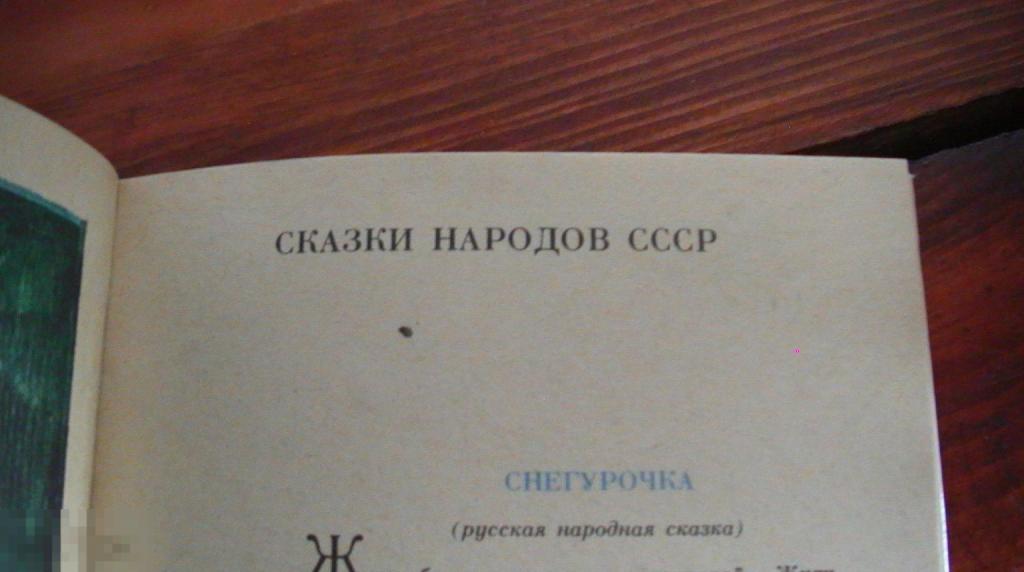 СКАЗКИ НАРОДОВ СССР
СНЕГУРОЧКА
(русская народная сказка)
Ж